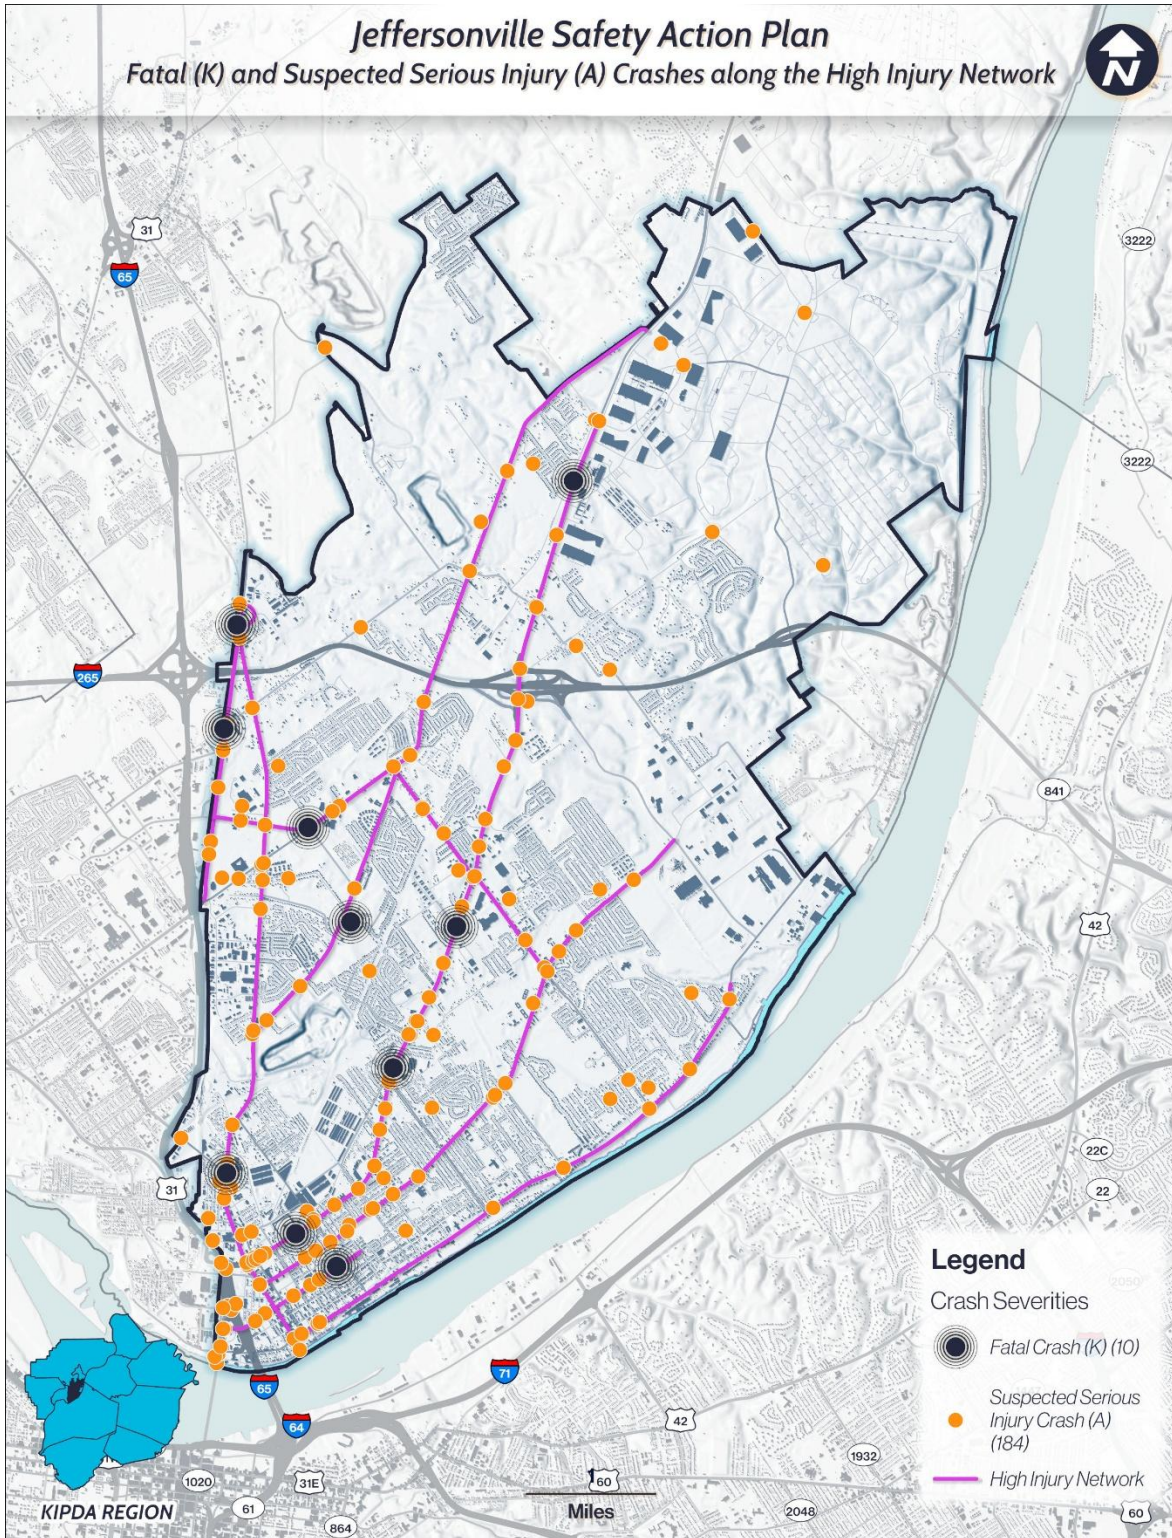 Jeffersonville Safety Action Plan
Fatal (K) and Suspected Serious Injury (A) Crashes along the High Injury Network
N
31
65
3222
3222
265
841
42
22C
31
22
Legend
Crash Severities
Fatal Crash (K) (10)
Suspected Serious
Injury Crash (A)
(184)
High Injury Network
71
65
64
42
1932
1020
31E
1
60
61
Miles
2048
60
864
KIPDA REGION